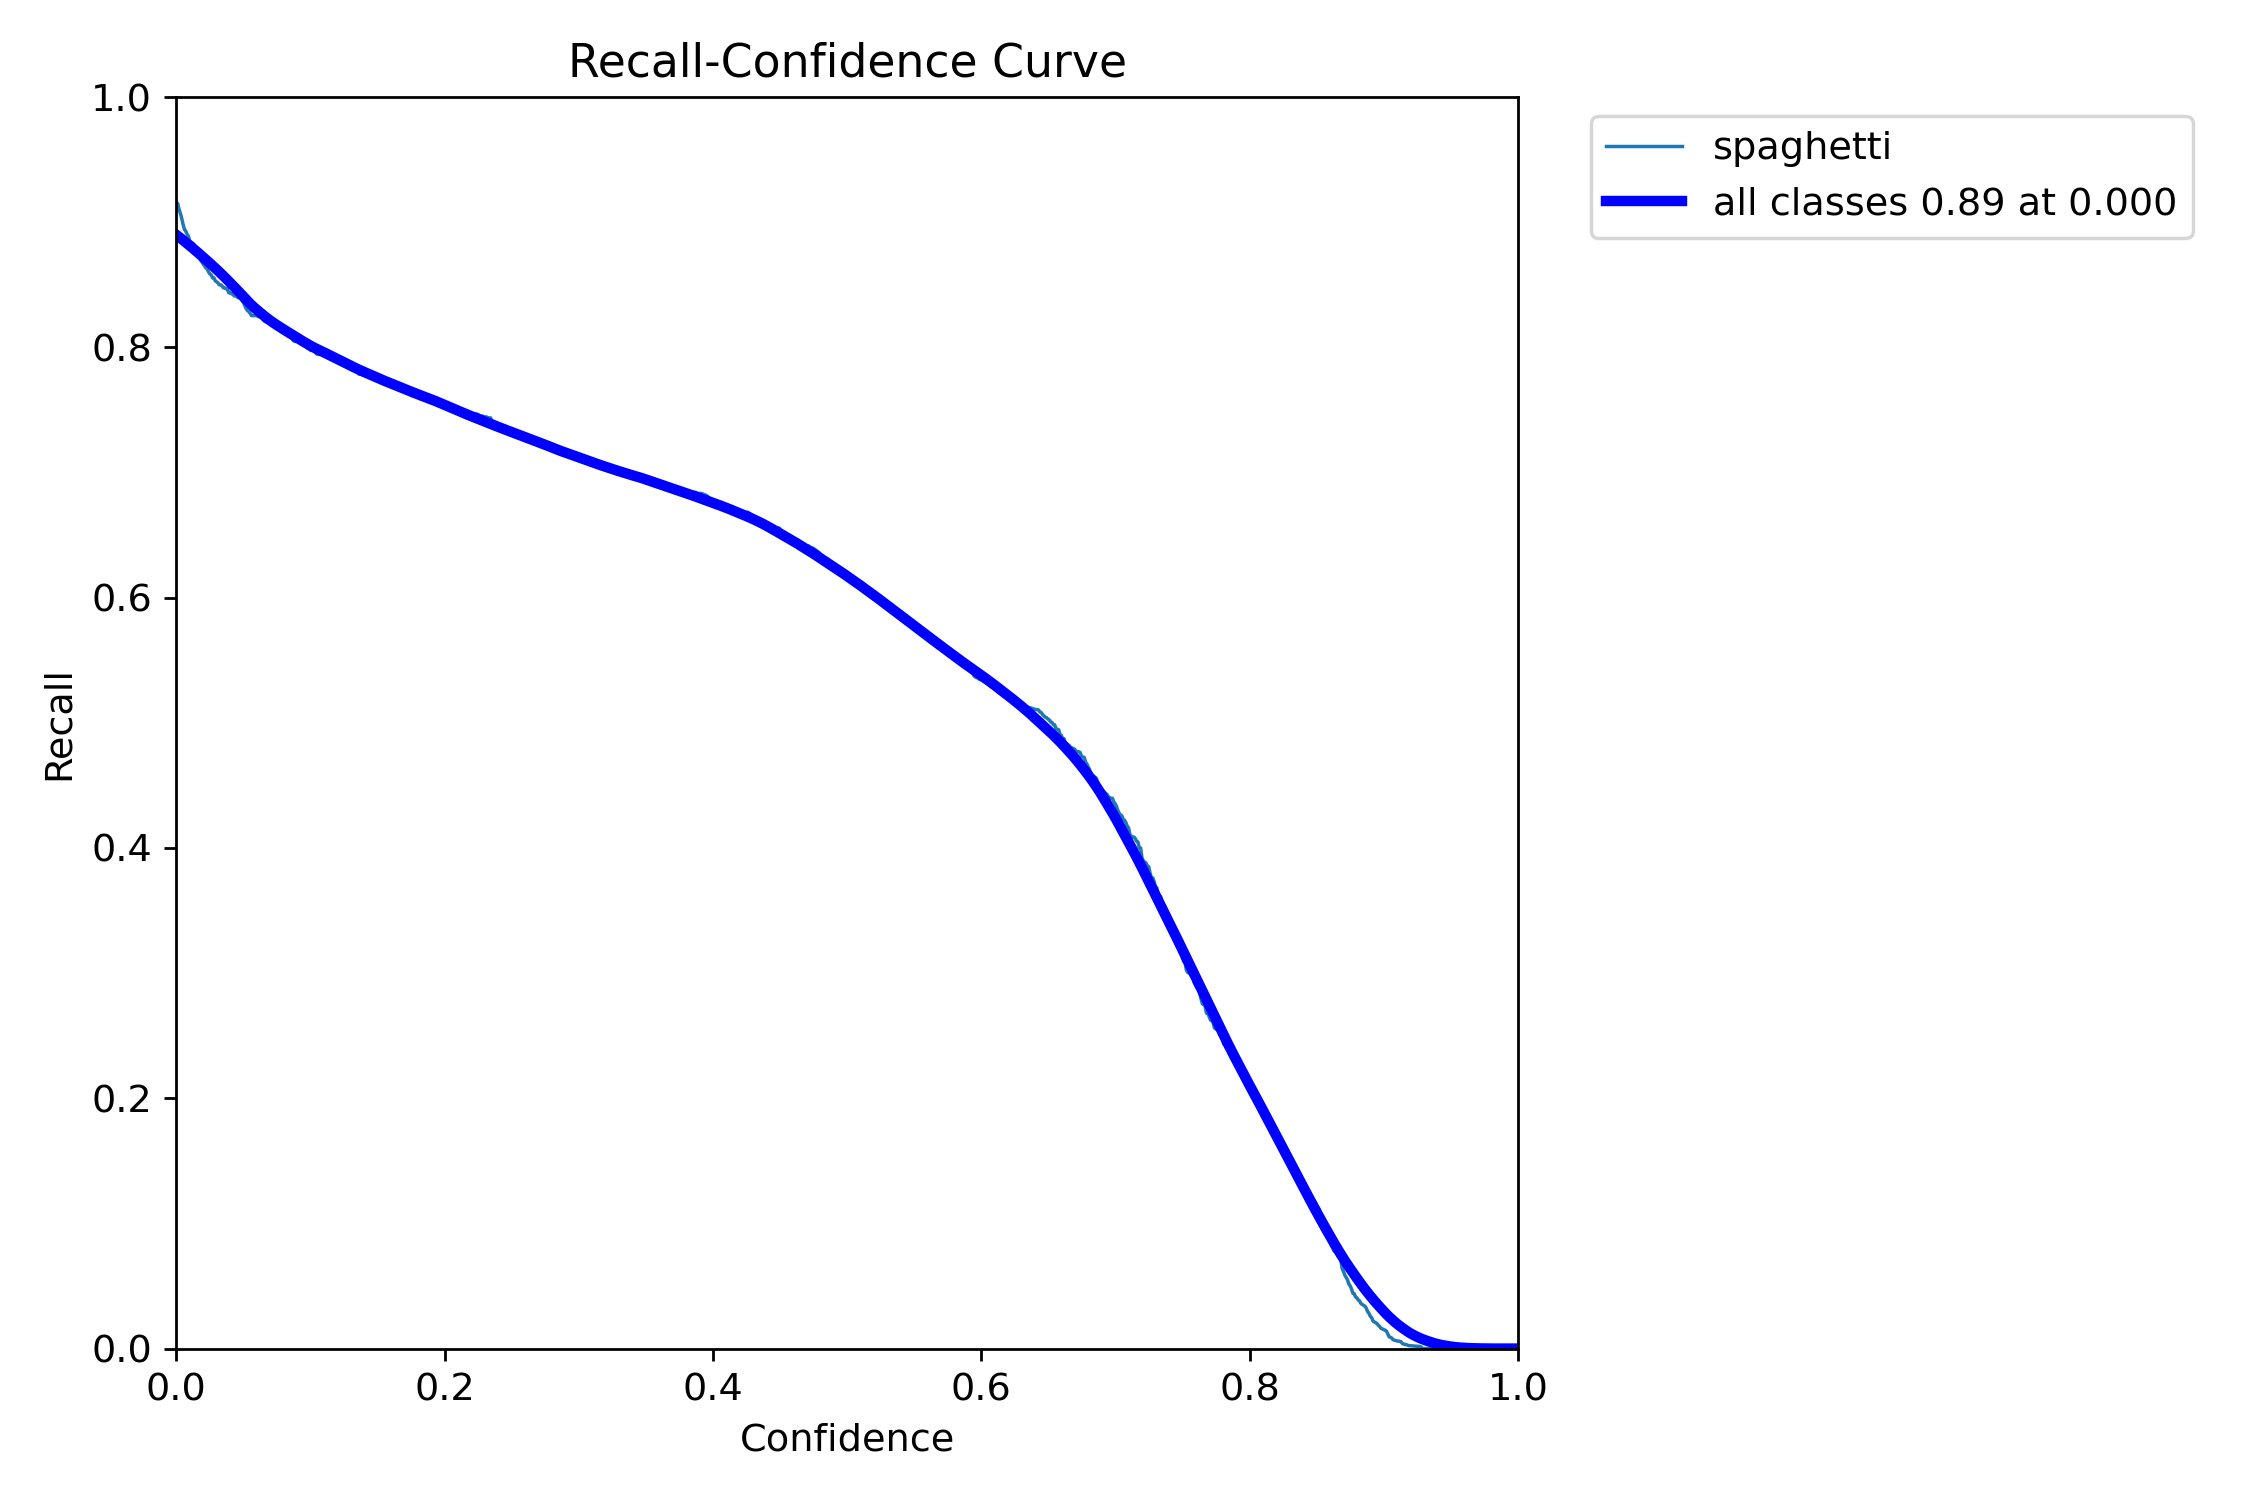 Recall-Confidence Curve
1.0
0.8
0.6
0.4
0.2
0.0
Recall
0.0 0.2 0.4 0.6 0.8 1.0
Confidence
spaghetti
all classes 0.89 at 0.000